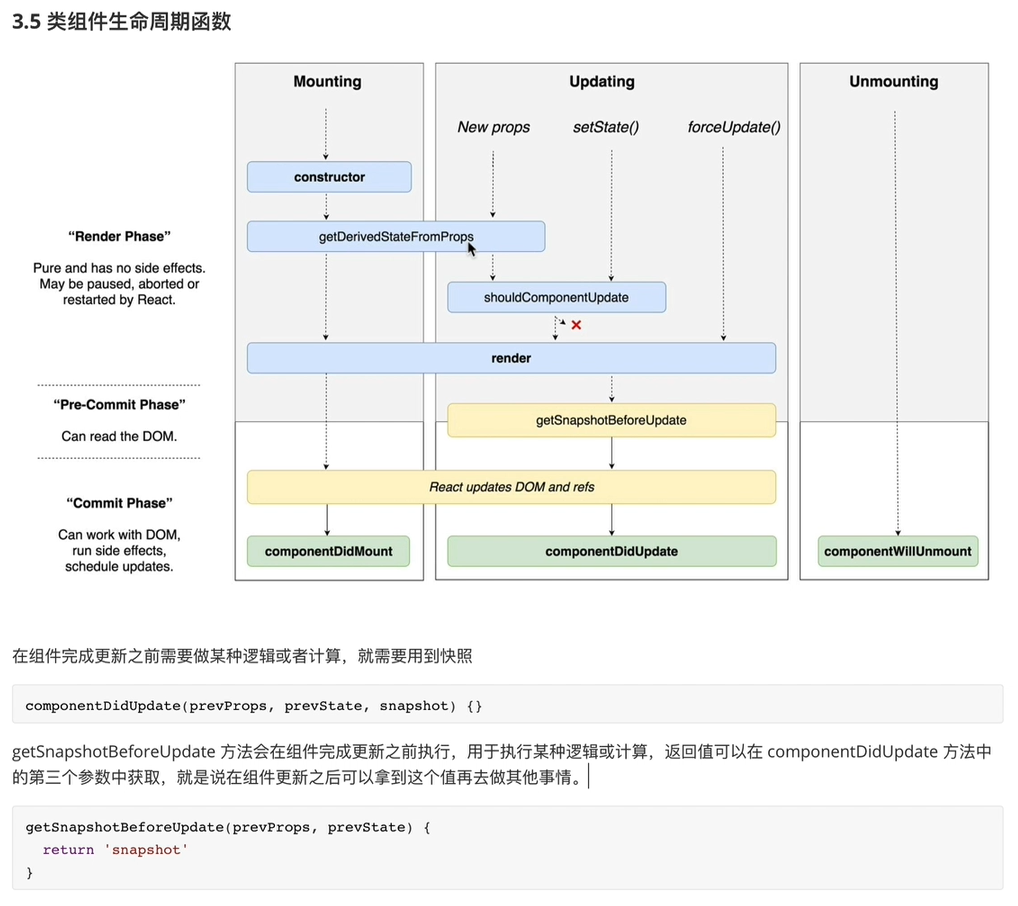 3.5 类组件生命周期函数
Mounting
Updating
Unmounting
New props
setState()
forceUpdate()
constructor
“Render Phase”
getDerivedStateFromProps
Pure and has no side effects.
May be paused, aborted or
restarted by React.
shouldComponentUpdate
render
“Pre-Commit Phase”
getSnapshotBeforeUpdate
Can read the DOM.
React updates DOM and refs
“Commit Phase”
Can work with DOM,
run side effects,
schedule updates.
componentDidMount
componentDidUpdate
componentWillUnmount
在组件完成更新之前需要做某种逻辑或者计算，就需要用到快照
componentDidUpdate(prevProps, prevState, snapshot) {}
getSnapshotBeforeUpdate 方法会在组件完成更新之前执行，用于执行某种逻辑或计算，返回值可以在 componentDidUpdate 方法中
的第三个参数中获取，就是说在组件更新之后可以拿到这个值再去做其他事情。
getSnapshotBeforeUpdate(prevProps, prevState) {
  return 'snapshot'
}